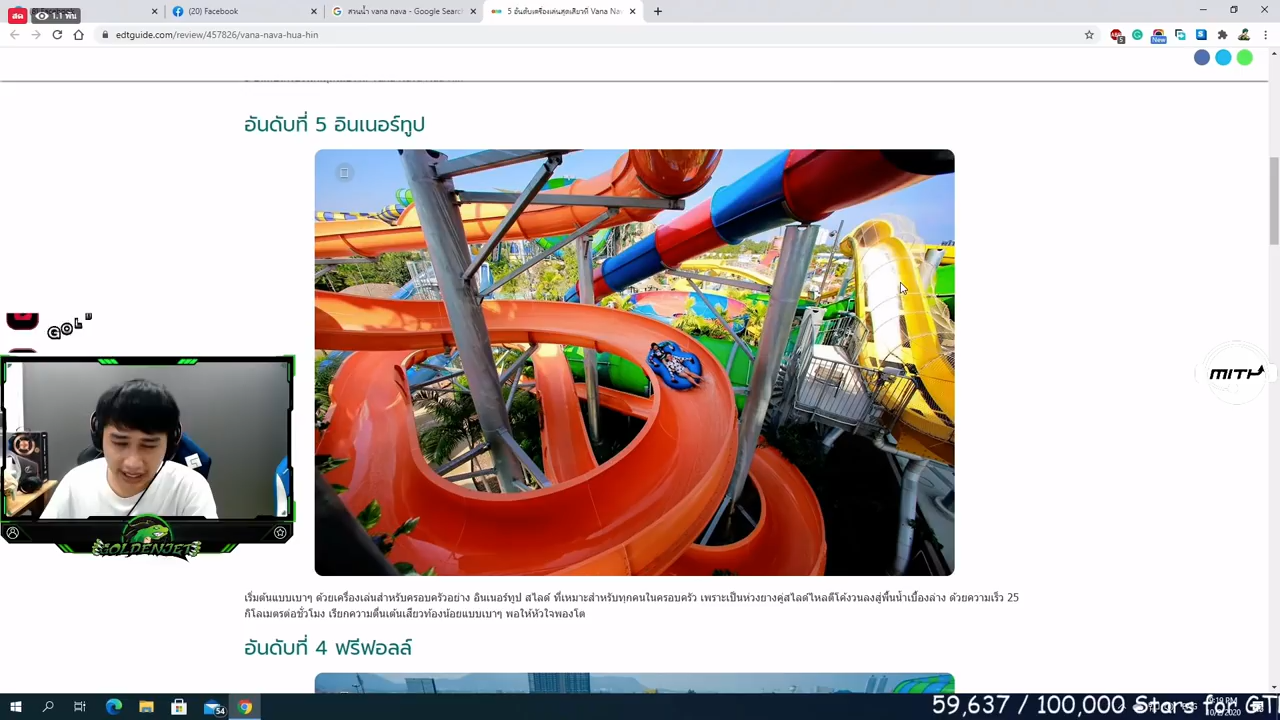 สด 1.1 พัน
(20) Facebook
สวนน้ำ vana nava - Google Searc
5 อันดับเครื่องเล่นสุดเสียวที่ Vana Nav
edtguide.com/review/457826/vana-nava-hua-hin
New
อันดับที่ 5 อินเนอร์ทูป
GOLD
MITH
GOLDENJET
เริ่มต้นแบบเบาๆ ด้วยเครื่องเล่นสำหรับครอบครัวอย่าง อินเนอร์ทูป สไลด์ ที่เหมาะสำหรับทุกคนในครอบครัว เพราะเป็นห่วงยางคู่สไลด์ไหลตีโค้งวนลงสู่พื้นน้ำเบื้องล่าง ด้วยความเร็ว 25
กิโลเมตรต่อชั่วโมง เรียกความตื่นเต้นเสียวท้องน้อยแบบเบาๆ พอให้หัวใจพองโต
อันดับที่ 4 ฟรีฟอลล์
54
59,637 / 100,000 Stars for GT